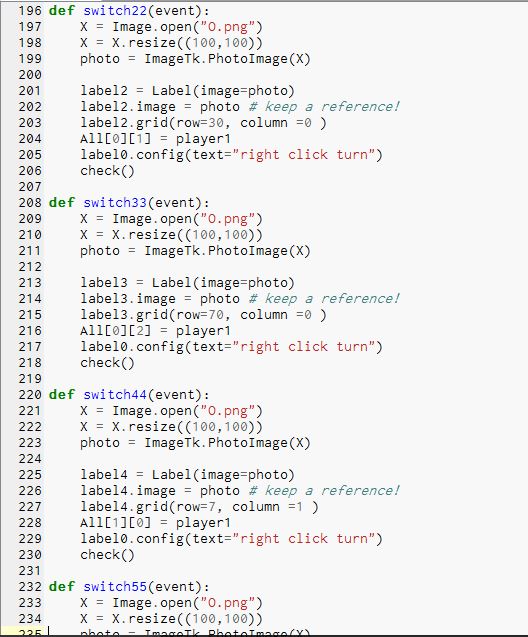 196 def switch22(event):
197     X = Image.open("O.png")
198     X = X.resize((100,100))
199     photo = ImageTk.PhotoImage(X)
200
201     label2 = Label(image=photo)
202     label2.image = photo # keep a reference!
203     label2.grid(row=30, column =0 )
204     All[0][1] = player1
205     label0.config(text="right click turn")
206     check()
207
208 def switch33(event):
209     X = Image.open("O.png")
210     X = X.resize((100,100))
211     photo = ImageTk.PhotoImage(X)
212
213     label3 = Label(image=photo)
214     label3.image = photo # keep a reference!
215     label3.grid(row=70, column =0 )
216     All[0][2] = player1
217     label0.config(text="right click turn")
218     check()
219
220 def switch44(event):
221     X = Image.open("O.png")
222     X = X.resize((100,100))
223     photo = ImageTk.PhotoImage(X)
224
225     label4 = Label(image=photo)
226     label4.image = photo # keep a reference!
227     label4.grid(row=7, column =1 )
228     All[1][0] = player1
229     label0.config(text="right click turn")
230     check()
231
232 def switch55(event):
233     X = Image.open("O.png")
234     X = X.resize((100,100))
235     photo = ImageTk.PhotoImage(X)